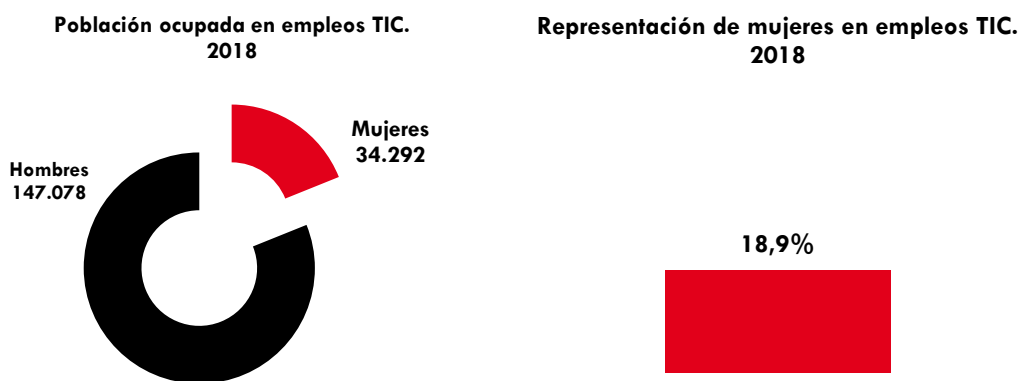 Población ocupada en empleos TIC.
2018
Mujeres
34.292
Hombres
147.078
Representación de mujeres en empleos TIC.
2018
18,9%